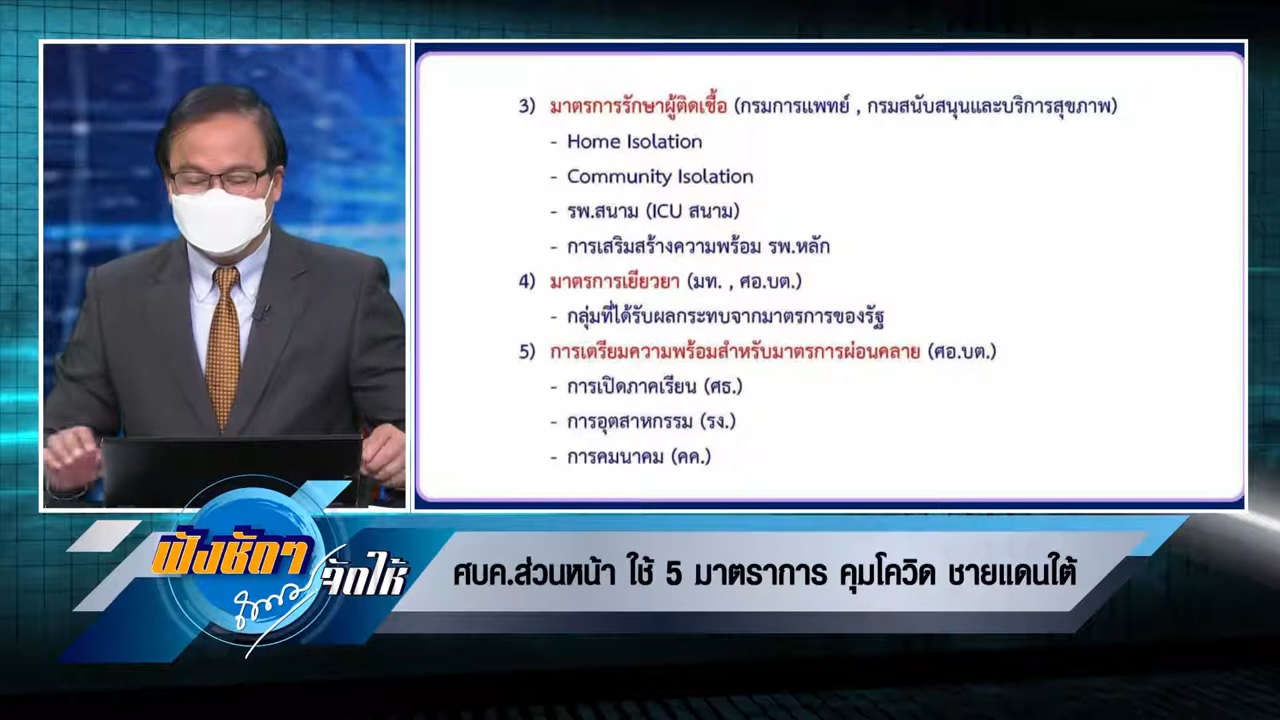 3) มาตรการรักษาผู้ติดเชื้อ (กรมการแพทย์ , กรมสนับสนุนและบริการสุขภาพ)
- Home Isolation
- Community Isolation
- รพ.สนาม (ICU สนาม)
- การเสริมสร้างความพร้อม รพ.หลัก
4) มาตรการเยียวยา (มท. , ศอ.บต.)
- กลุ่มที่ได้รับผลกระทบจากมาตรการของรัฐ
5) การเตรียมความพร้อมสำหรับมาตรการผ่อนคลาย (ศอ.บต.)
- การเปิดภาคเรียน (ศธ.)
- การอุตสาหกรรม (รง.)
- การคมนาคม (คค.)
ฟังชัดๆ
จัดให้
ศบค.ส่วนหน้า ใช้ 5 มาตราการ คุมโควิด ชายแดนใต้